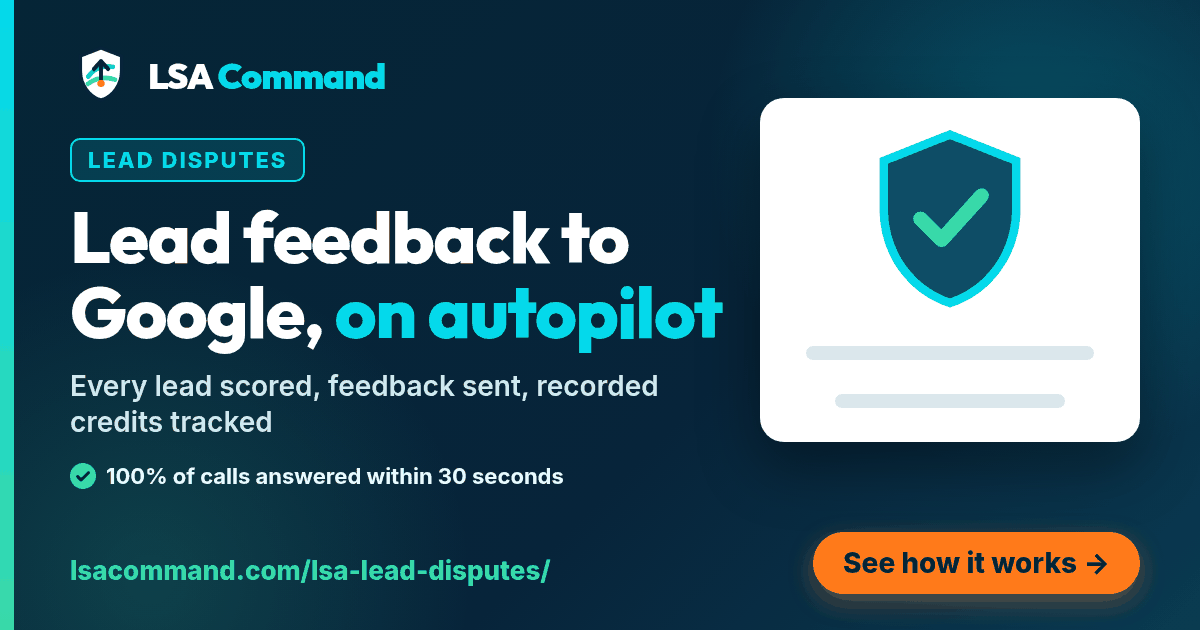 LSA Command
LEAD DISPUTES
Lead feedback to
Google, on autopilot
Every lead scored, feedback sent, recorded
credits tracked
100% of calls answered within 30 seconds
lsacommand.com/lsa-lead-disputes/
See how it works →